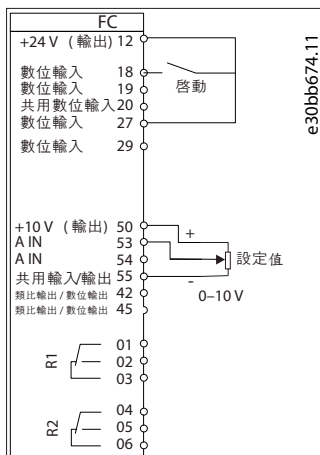 FC
+24 V (輸出) 12
數位輸入 18
數位輸入 19
共用數位輸入 20
數位輸入 27
數位輸入 29
啓動
e30bb674.11
+10 V (輸出) 50
A IN 53
A IN 54
共用輸入/輸出 55
類比輸出 / 數位輸出 42
類比輸出 / 數位輸出 45
+
設定值
-
0–10 V
R1
01
02
03
R2
04
05
06